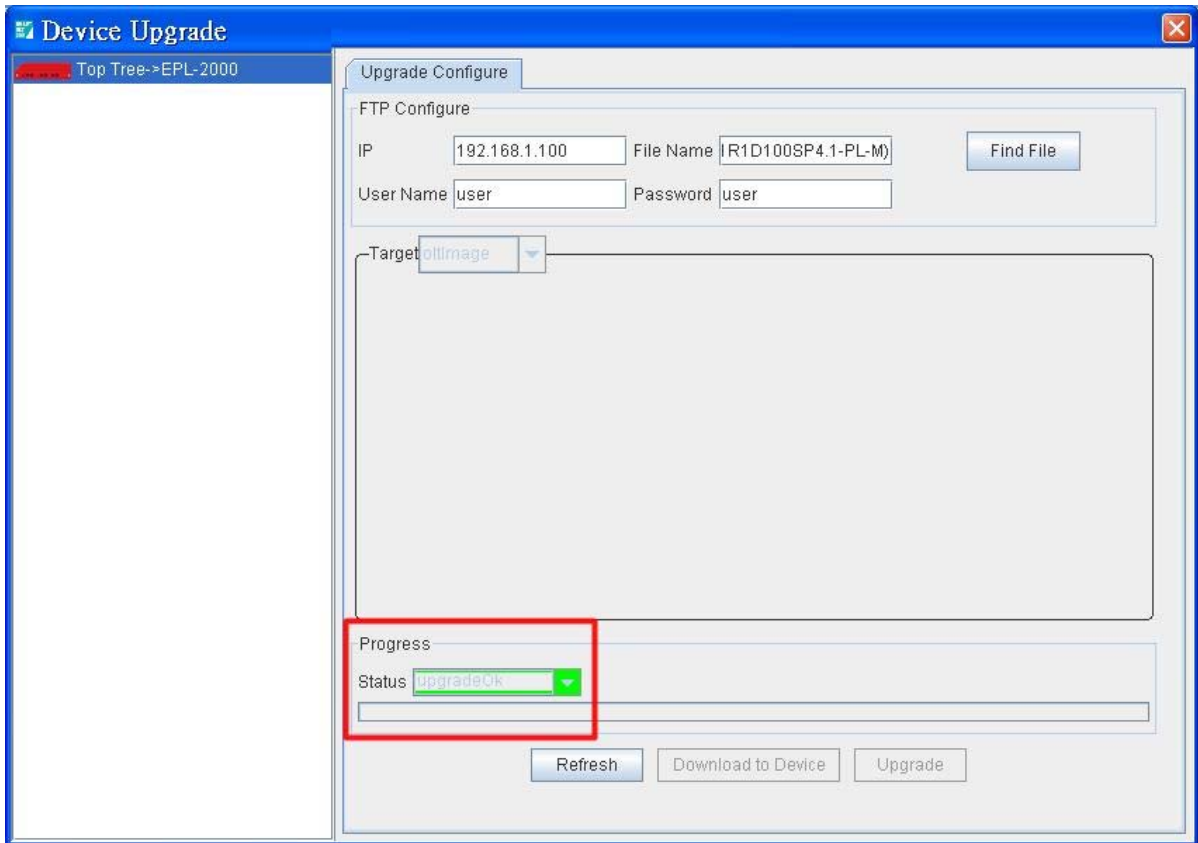 Device Upgrade
Top Tree->EPL-2000
Upgrade Configure
FTP Configure
IP 192.168.1.100 File Name R1D100SP4.1-PL-M) Find File
User Name user Password user
Target oltImage
Progress
Status upgradeOk
Refresh Download to Device Upgrade